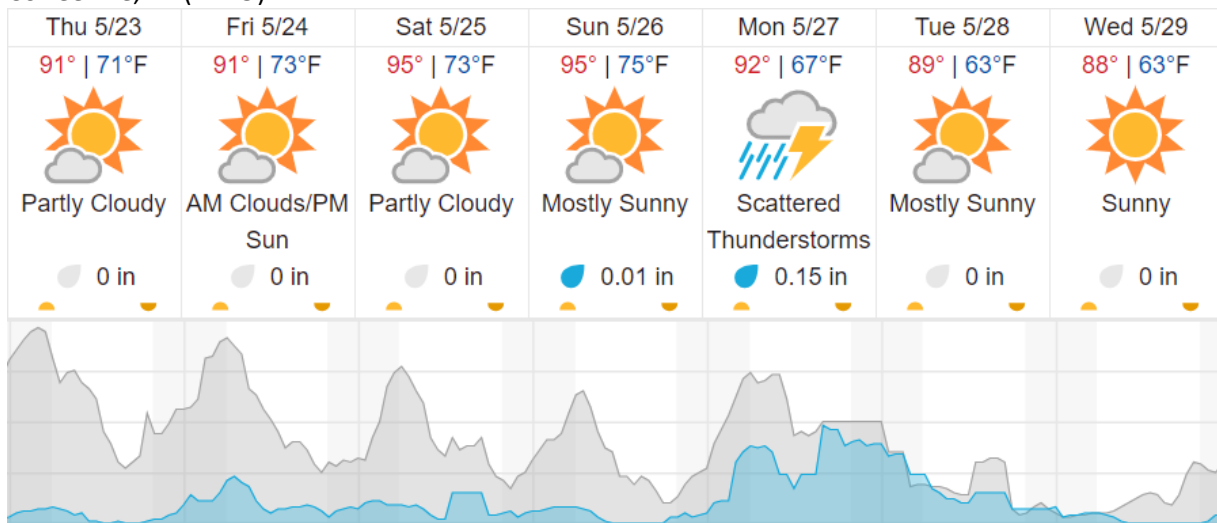 Thu 5/23 Fri 5/24 Sat 5/25 Sun 5/26 Mon 5/27 Tue 5/28 Wed 5/29
91° | 71°F 91° | 73°F 95° | 73°F 95° | 75°F 92° | 67°F 89° | 63°F 88° | 63°F
Partly Cloudy AM Clouds/PM Partly Cloudy Mostly Sunny Scattered Mostly Sunny Sunny
Sun Thunderstorms
0 in 0 in 0 in 0.01 in 0.15 in 0 in 0 in